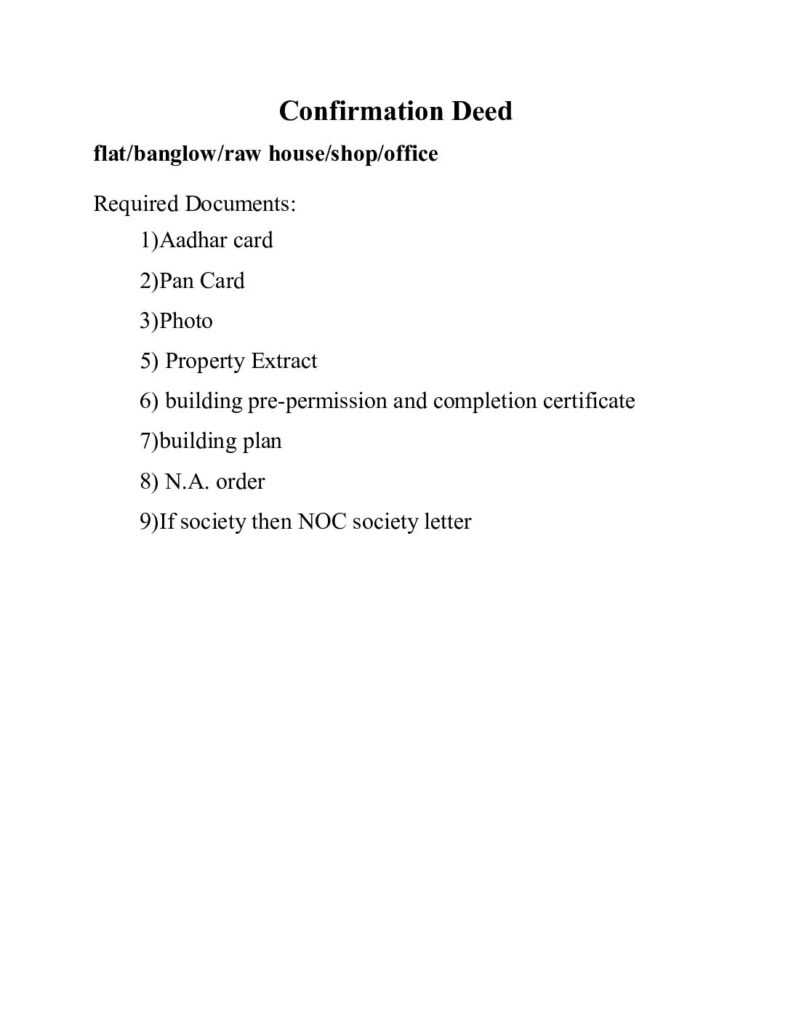 Confirmation Deed
flat/banglow/raw house/shop/office
Required Documents:
1)Aadhar card
2)Pan Card
3)Photo
5) Property Extract
6) building pre-permission and completion certificate
7)building plan
8) N.A. order
9)If society then NOC society letter